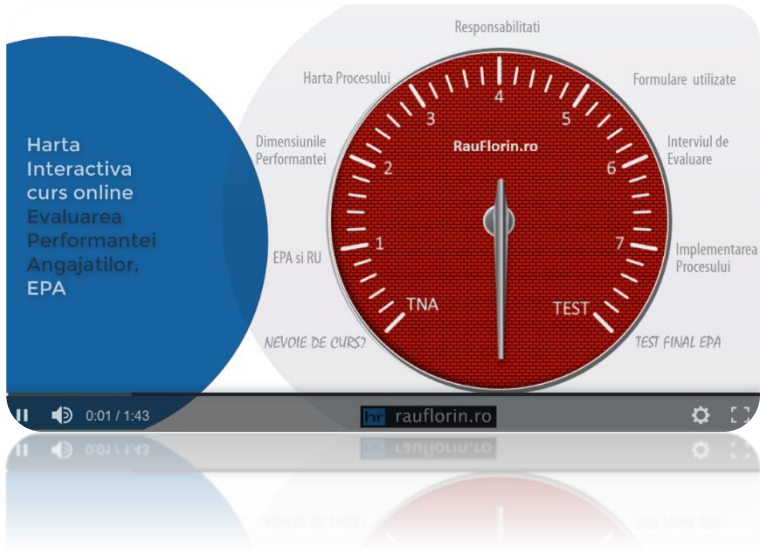 Responsabilitati
Harta Procesului
Formulare utilizate
4
3
5
RauFlorin.ro
Dimensiunile
Performantei
Interviul de
Evaluare
2
6
Harta
Interactiva
curs online
Evaluarea
Performantei
Angajatilor,
EPA
EPA si RU
1
7
Implementarea
Procesului
TNA
TEST
NEVOIE DE CURS?
TEST FINAL EPA
0:01 / 1:43
hr rauflorin.ro